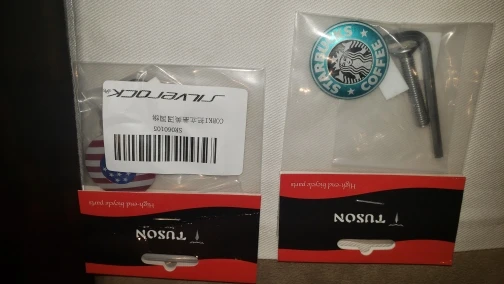 SILVEROCK
TUSON
High-end bicycle parts
STARBUCKS COFFEE
TUSON
High-end bicycle parts